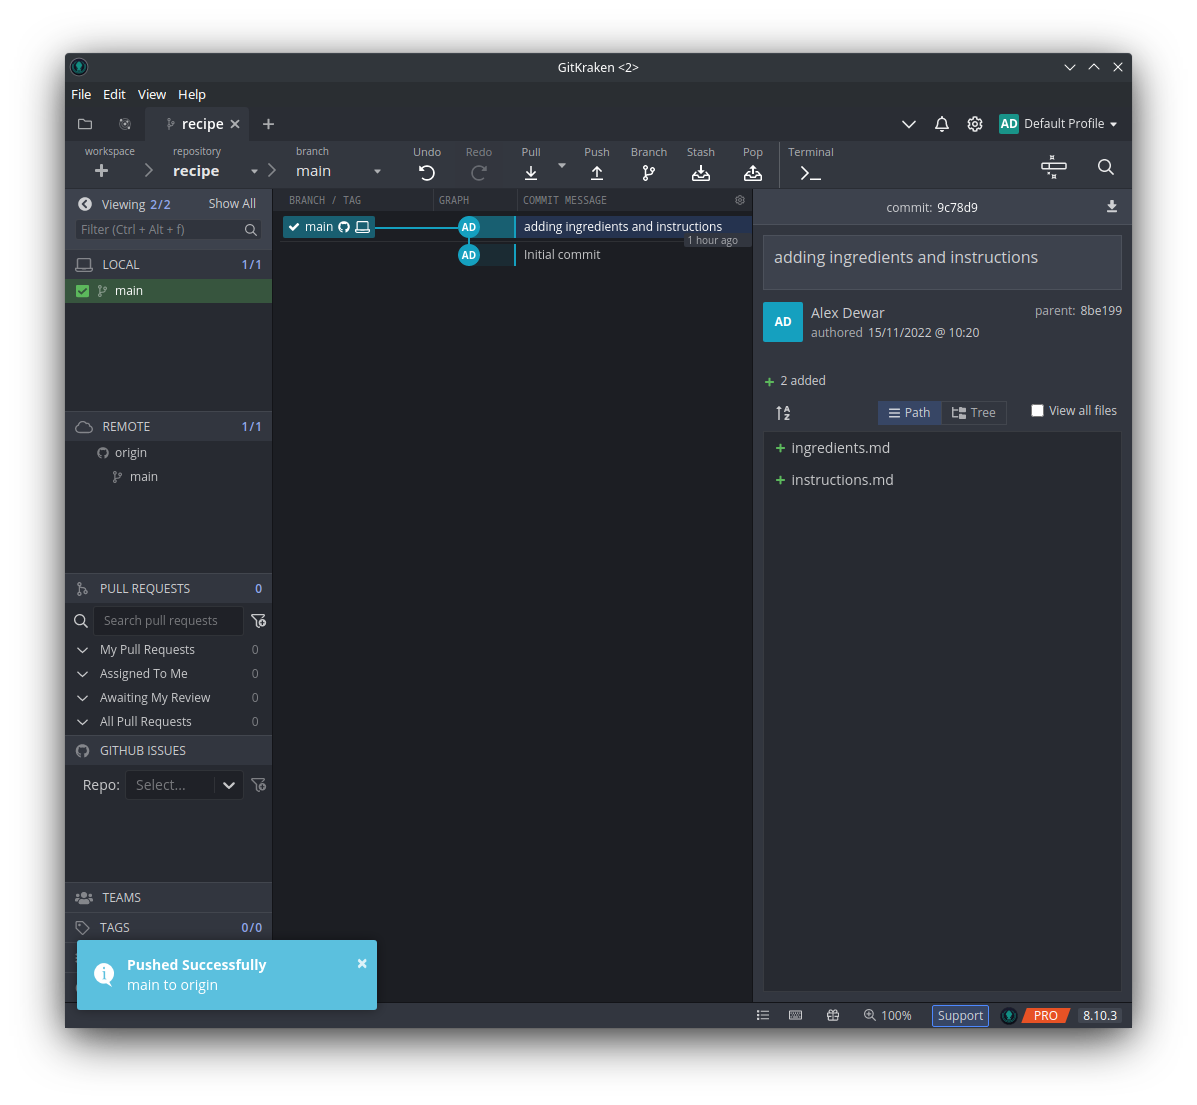 GitKraken <2>
File Edit View Help
recipe
AD Default Profile
workspace
repository
recipe
branch
main
Undo
Redo
Pull
Push
Branch
Stash
Pop
Terminal
Viewing 2/2 Show All
Filter (Ctrl + Alt + f)
LOCAL 1/1
main
REMOTE 1/1
origin
main
PULL REQUESTS 0
Search pull requests
My Pull Requests 0
Assigned To Me 0
Awaiting My Review 0
All Pull Requests 0
GITHUB ISSUES
Repo: Select...
TEAMS
TAGS 0/0
BRANCH / TAG GRAPH COMMIT MESSAGE
main AD adding ingredients and instructions
1 hour ago
AD Initial commit
commit: 9c78d9
adding ingredients and instructions
AD
Alex Dewar
authored 15/11/2022 @ 10:20
parent: 8be199
+ 2 added
Path Tree View all files
+ ingredients.md
+ instructions.md
Pushed Successfully
main to origin
100% Support PRO 8.10.3